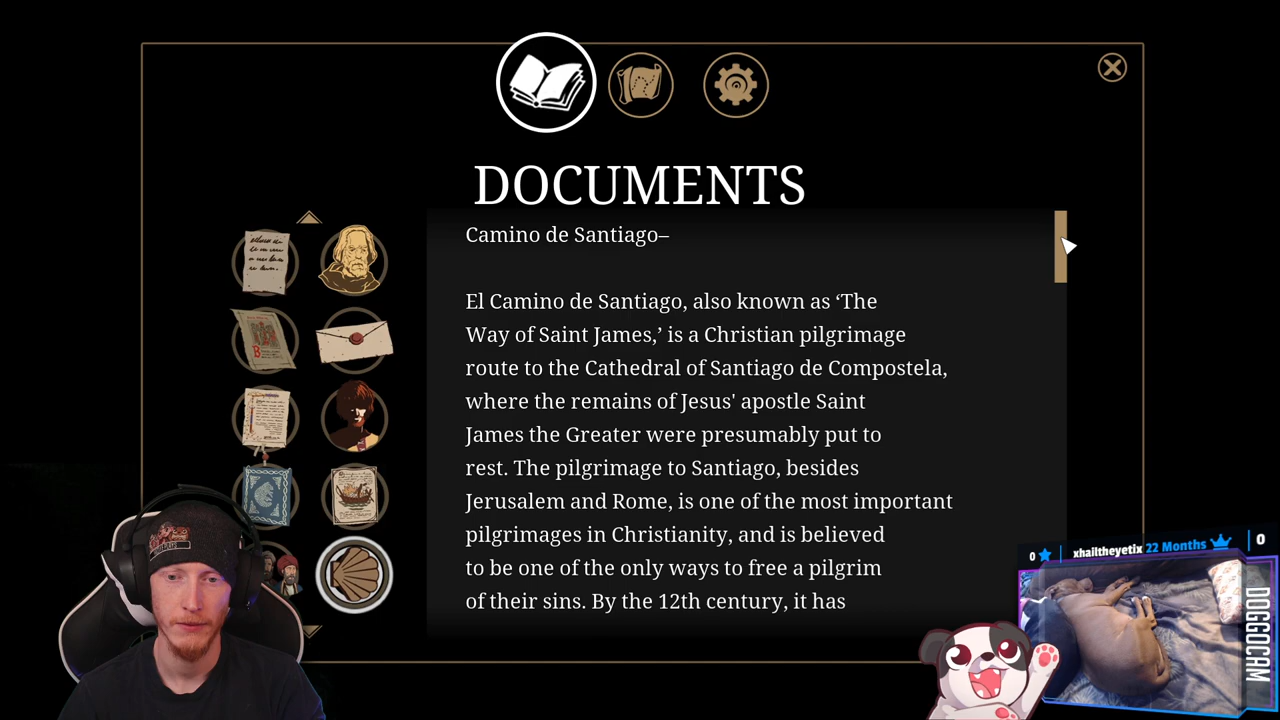 DOCUMENTS
Camino de Santiago–
El Camino de Santiago, also known as ‘The
Way of Saint James,’ is a Christian pilgrimage
route to the Cathedral of Santiago de Compostela,
where the remains of Jesus' apostle Saint
James the Greater were presumably put to
rest. The pilgrimage to Santiago, besides
Jerusalem and Rome, is one of the most important
pilgrimages in Christianity, and is believed
to be one of the only ways to free a pilgrim
of their sins. By the 12th century, it has
0 xhailtheyetix 22 Months 0
DOGGOCAM